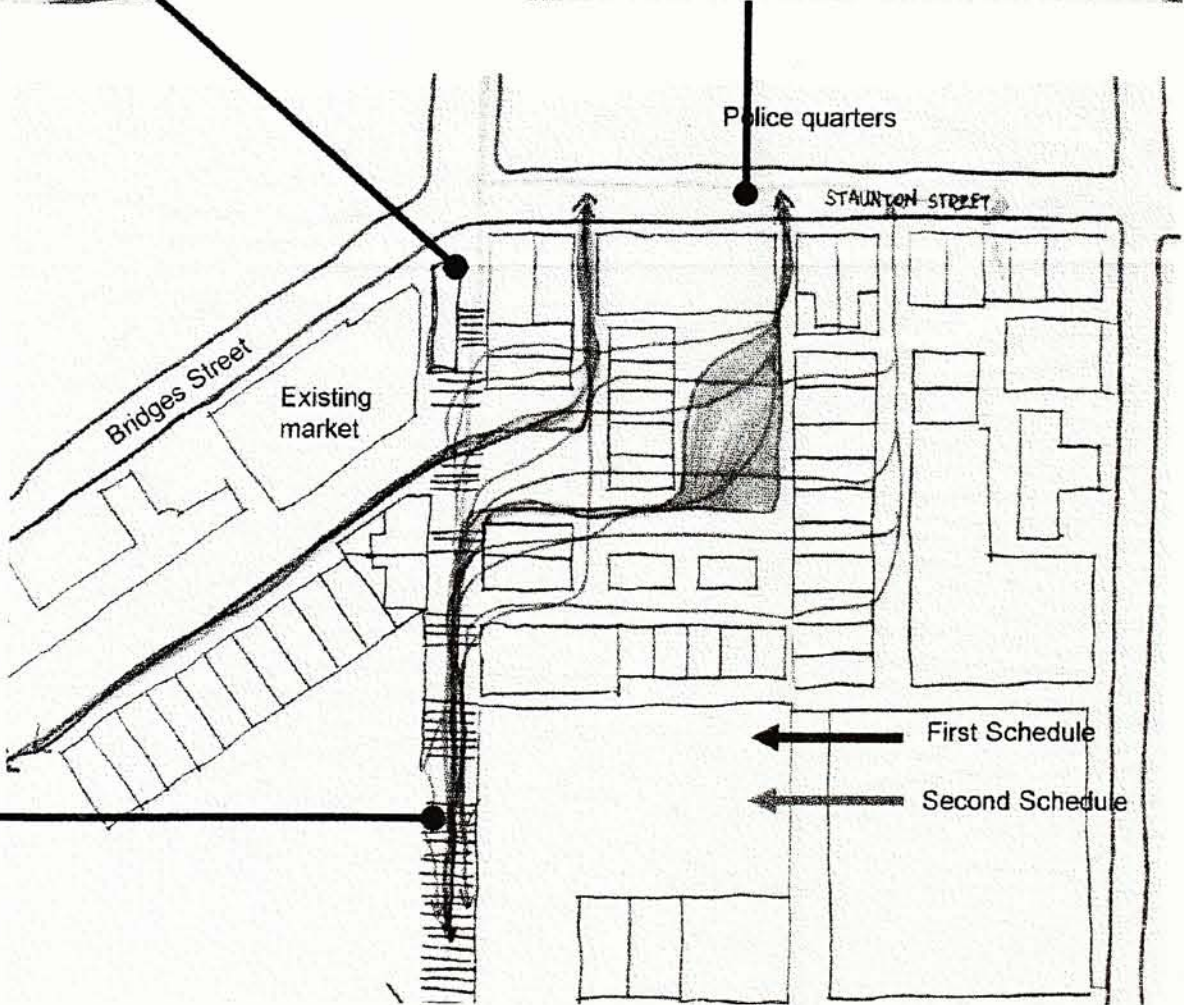 Police quarters
STAUNTON STREET
Bridges Street
Existing
market
First Schedule
Second Schedule